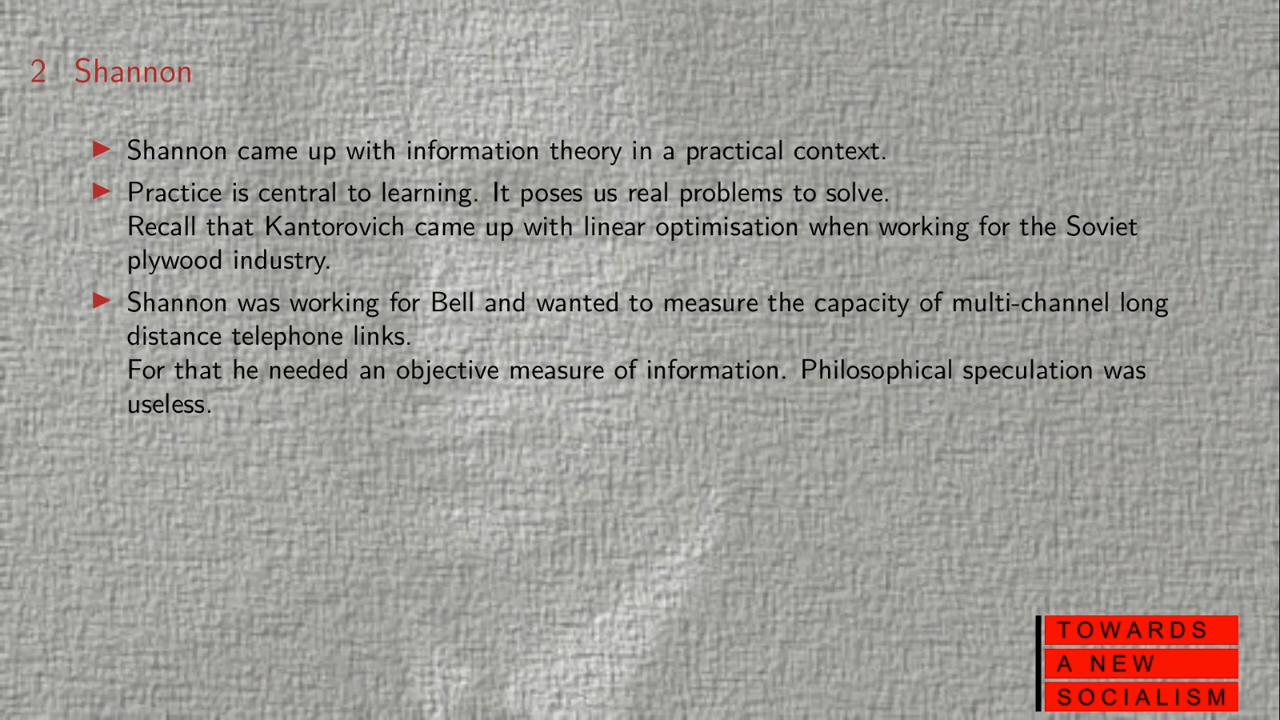 2 Shannon
▶ Shannon came up with information theory in a practical context.
▶ Practice is central to learning. It poses us real problems to solve.
Recall that Kantorovich came up with linear optimisation when working for the Soviet
plywood industry.
▶ Shannon was working for Bell and wanted to measure the capacity of multi-channel long
distance telephone links.
For that he needed an objective measure of information. Philosophical speculation was
useless.
TOWARDS
A NEW
SOCIALISM